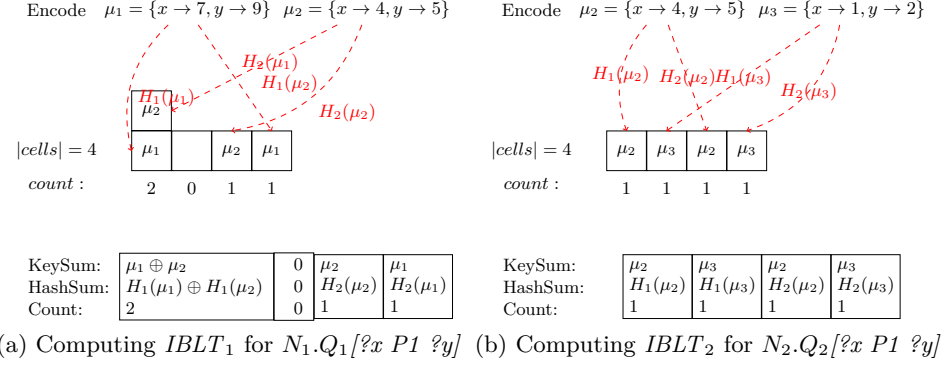 Encode μ₁ = {x → 7, y → 9} μ₂ = {x → 4, y → 5}
H₂(μ₁)
H₁(μ₂)
H₁(μ₁)
H₂(μ₂)
μ₂
|cells| = 4 μ₁ μ₂ μ₁
count : 2 0 1 1
KeySum: μ₁ ⊕ μ₂ 0 μ₂ μ₁
HashSum: H₁(μ₁) ⊕ H₁(μ₂) 0 H₂(μ₂) H₂(μ₁)
Count: 2 0 1 1
(a) Computing IBLT₁ for N₁.Q₁[?x P1 ?y]
Encode μ₂ = {x → 4, y → 5} μ₃ = {x → 1, y → 2}
H₁(μ₂) H₂(μ₂) H₁(μ₃)
H₂(μ₃)
|cells| = 4 μ₂ μ₃ μ₂ μ₃
count : 1 1 1 1
KeySum: μ₂ μ₃ μ₂ μ₃
HashSum: H₁(μ₂) H₁(μ₃) H₂(μ₂) H₂(μ₃)
Count: 1 1 1 1
(b) Computing IBLT₂ for N₂.Q₂[?x P1 ?y]